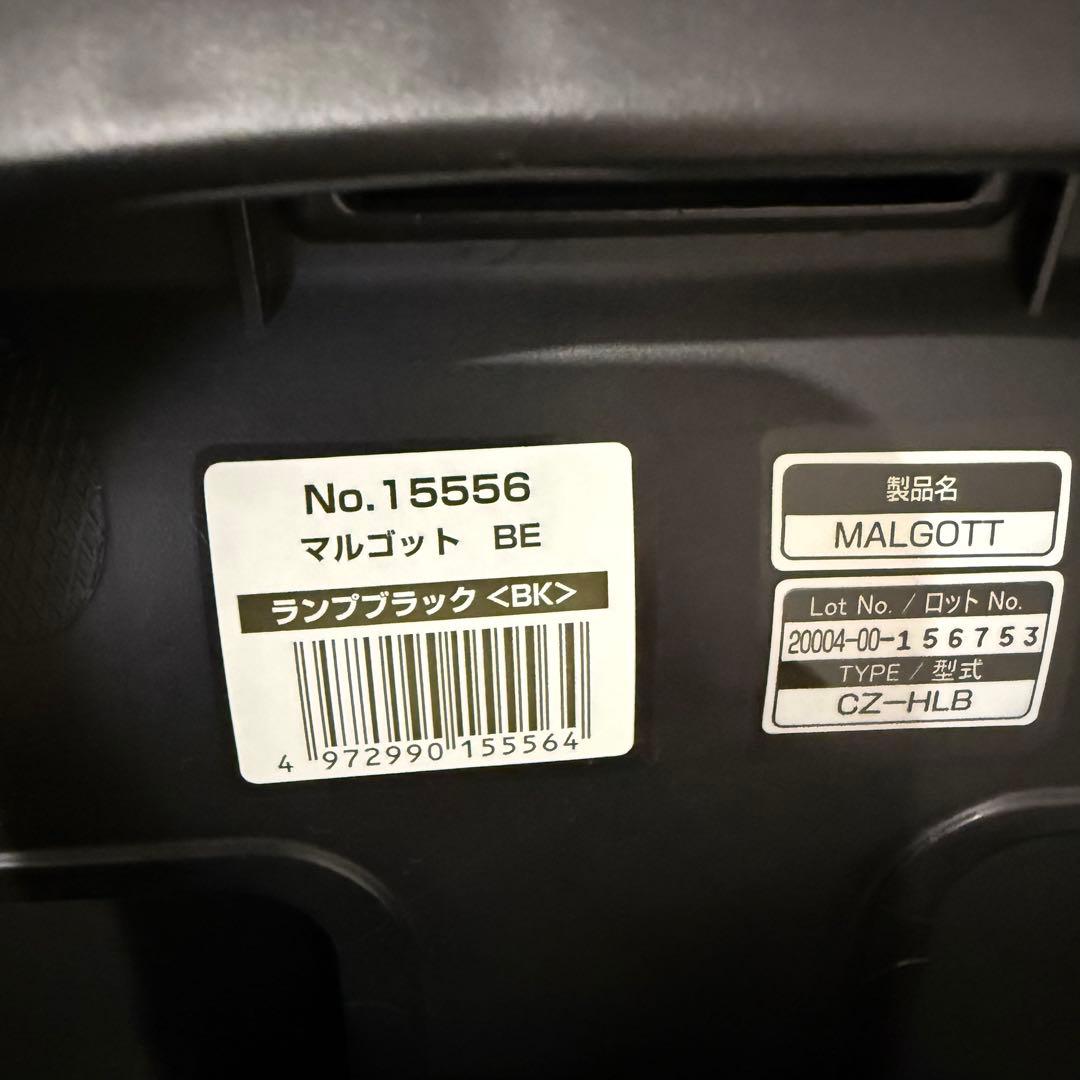 No.15556
マルゴット BE
ランプブラック<BK>
4 972990 155564
製品名
MALGOTT
Lot No. / ロット No.
20004-00-156753
TYPE / 型式
CZ-HLB